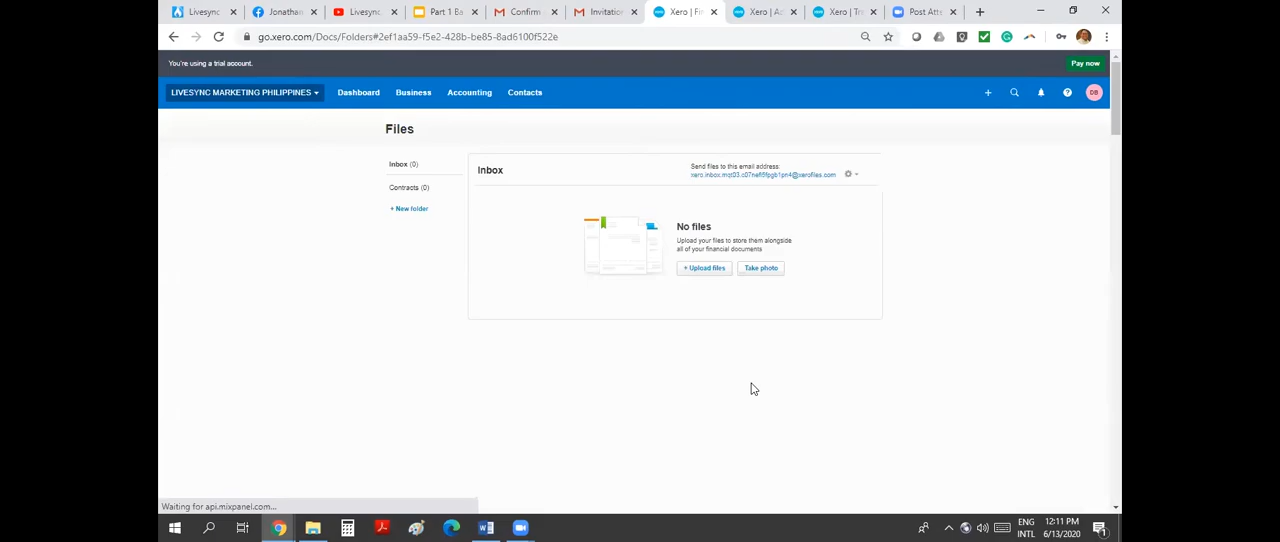 Livesync
Jonathan
Livesync
Part 1 Ba
Confirm
Invitation
Xero | Fi
Xero | A
Xero | Tr
Post Atts
go.xero.com/Docs/Folders#2ef1aa59-f5e2-428b-be85-8ad6100f522e
You're using a trial account.
Pay now
LIVESYNC MARKETING PHILIPPINES
Dashboard
Business
Accounting
Contacts
DB
Files
Inbox (0)
Contracts (0)
+ New folder
Inbox
Send files to this email address:
No files
Upload your files to store them alongside
all of your financial documents
+ Upload files
Take photo
Waiting for api.mixpanel.com...
ENG
INTL
12:11 PM
6/13/2020
1